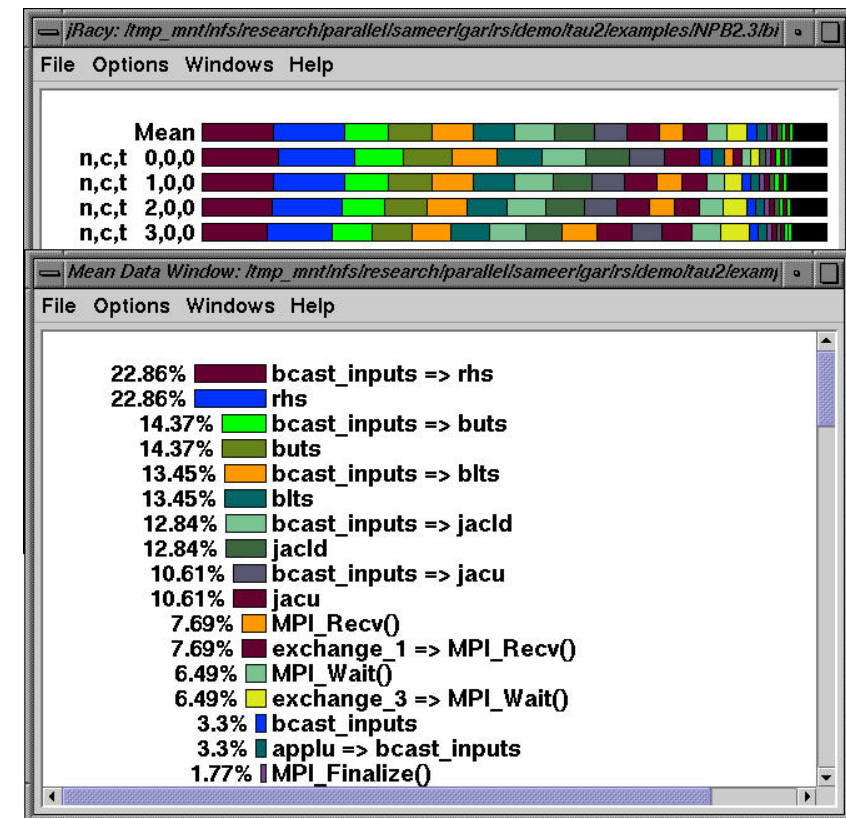 jRacy: /tmp_mnt/nfs/research/parallel/sameer/gar/rs/demo/tau2/examples/NPB2.3/bi
File Options Windows Help
Mean
n,c,t 0,0,0
n,c,t 1,0,0
n,c,t 2,0,0
n,c,t 3,0,0
Mean Data Window: /tmp_mnt/nfs/research/parallel/sameer/gar/rs/demo/tau2/examp
File Options Windows Help
22.86% bcast_inputs => rhs
22.86% rhs
14.37% bcast_inputs => buts
14.37% buts
13.45% bcast_inputs => blts
13.45% blts
12.84% bcast_inputs => jacld
12.84% jacld
10.61% bcast_inputs => jacu
10.61% jacu
7.69% MPI_Recv()
7.69% exchange_1 => MPI_Recv()
6.49% MPI_Wait()
6.49% exchange_3 => MPI_Wait()
3.3% bcast_inputs
3.3% applu => bcast_inputs
1.77% MPI_Finalize()